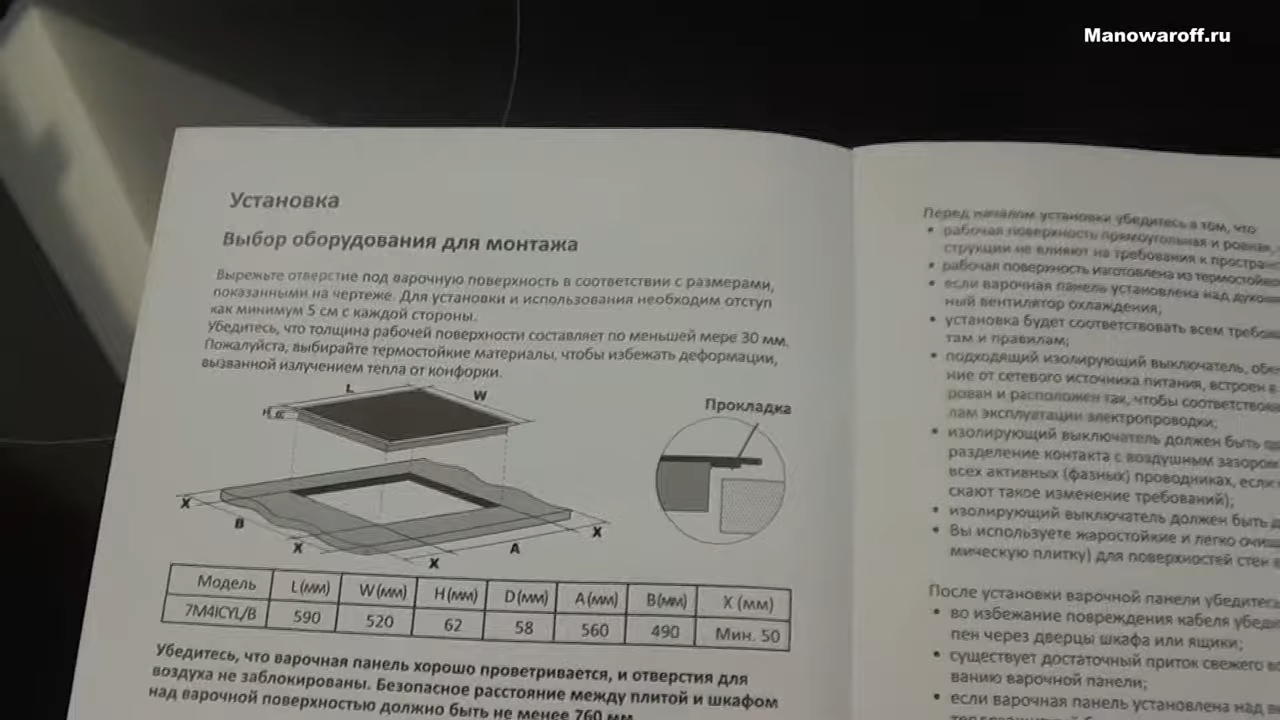 Manowaroff.ru
Установка
Выбор оборудования для монтажа
Вырежьте отверстие под варочную поверхность в соответствии с размерами,
показанными на чертеже. Для установки и использования необходим отступ
как минимум 5 см с каждой стороны.
Убедитесь, что толщина рабочей поверхности составляет по меньшей мере 30 мм.
Пожалуйста, выбирайте термостойкие материалы, чтобы избежать деформации,
вызванной излучением тепла от конфорки.
L
W
H
X
B
X
X
A
X
Прокладка
Модель L(мм) W(мм) H(мм) D(мм) A(мм) B(мм) X (мм)
7M4ICYL/B 590 520 62 58 560 490 Мин. 50
Убедитесь, что варочная панель хорошо проветривается, и отверстия для
воздуха не заблокированы. Безопасное расстояние между плитой и шкафом
над варочной поверхностью должно быть не менее 760 мм.
Перед началом установки убедитесь в том, что
• рабочая поверхность прямоугольная и ровная,
струкции не влияют на требования к
• рабочая поверхность изготовлена из
• если варочная панель установлена над
ный вентилятор охлаждения;
• установка будет соответствовать всем
там и правилам;
• подходящий изолирующий выключатель,
ние от сетевого источника питания, встроен в
рован и расположен так, чтобы
лам эксплуатации электропроводки;
• изолирующий выключатель должен быть
разделение контакта с воздушным зазором
всех активных (фазных) проводниках, если
скают такое изменение требований);
• изолирующий выключатель должен быть
• Вы используете жаростойкие и легко
мическую плитку) для поверхностей стен
После установки варочной панели убедитесь
• во избежание повреждения кабеля
пен через дверцы шкафа или ящики;
• существует достаточный приток свежего
ванию варочной панели;
• если варочная панель установлена над